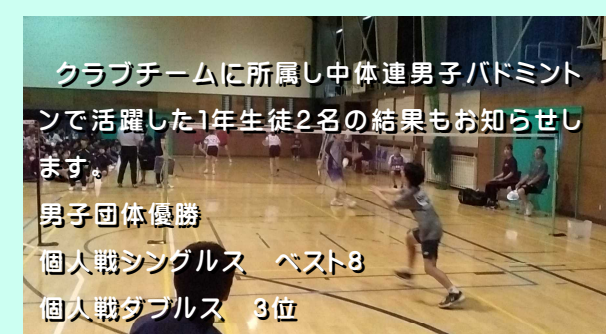 クラブチームに所属し中体連男子バドミント
ンで活躍した1年生徒2名の結果もお知らせし
ます。
男子団体優勝
個人戦シングルス　ベスト8
個人戦ダブルス　3位